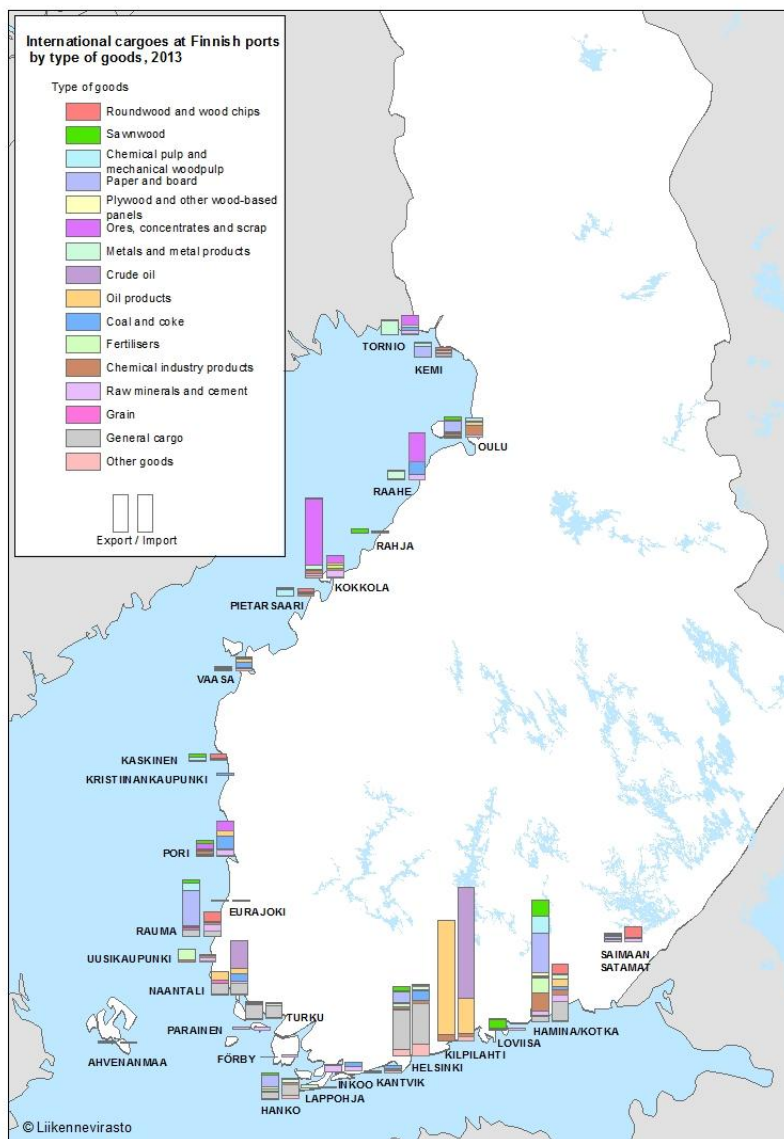 International cargoes at Finnish ports
by type of goods, 2013
Type of goods
Roundwood and wood chips
Sawnwood
Chemical pulp and
mechanical woodpulp
Paper and board
Plywood and other wood-based
panels
Ores, concentrates and scrap
Metals and metal products
Crude oil
Oil products
Coal and coke
Fertilisers
Chemical industry products
Raw minerals and cement
Grain
General cargo
Other goods
Export / Import
TORNIO
KEMI
OULU
RAAHE
RAHJA
KOKKOLA
PIETARSAARI
VAASA
KASKINEN
KRISTIINANKAUPUNKI
PORI
EURAJOKI
RAUMA
UUSIKAUPUNKI
SAIMAAN
SATAMAT
NAANTALI
TURKU
PARAINEN
HAMINA/KOTKA
LOVIISA
AHVENANMAA
FÖRBY
KILPILAHTI
HELSINKI
KANTVIK
INKOO
LAPPOHJA
HANKO
© Liikennevirasto